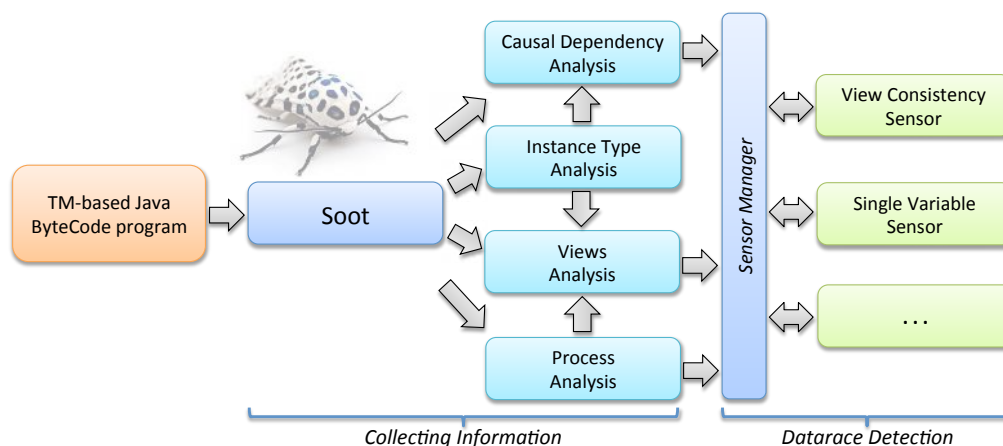 TM-based Java
ByteCode program
Soot
Causal Dependency
Analysis
Instance Type
Analysis
Views
Analysis
Process
Analysis
Sensor Manager
View Consistency
Sensor
Single Variable
Sensor
...
Collecting Information
Datarace Detection